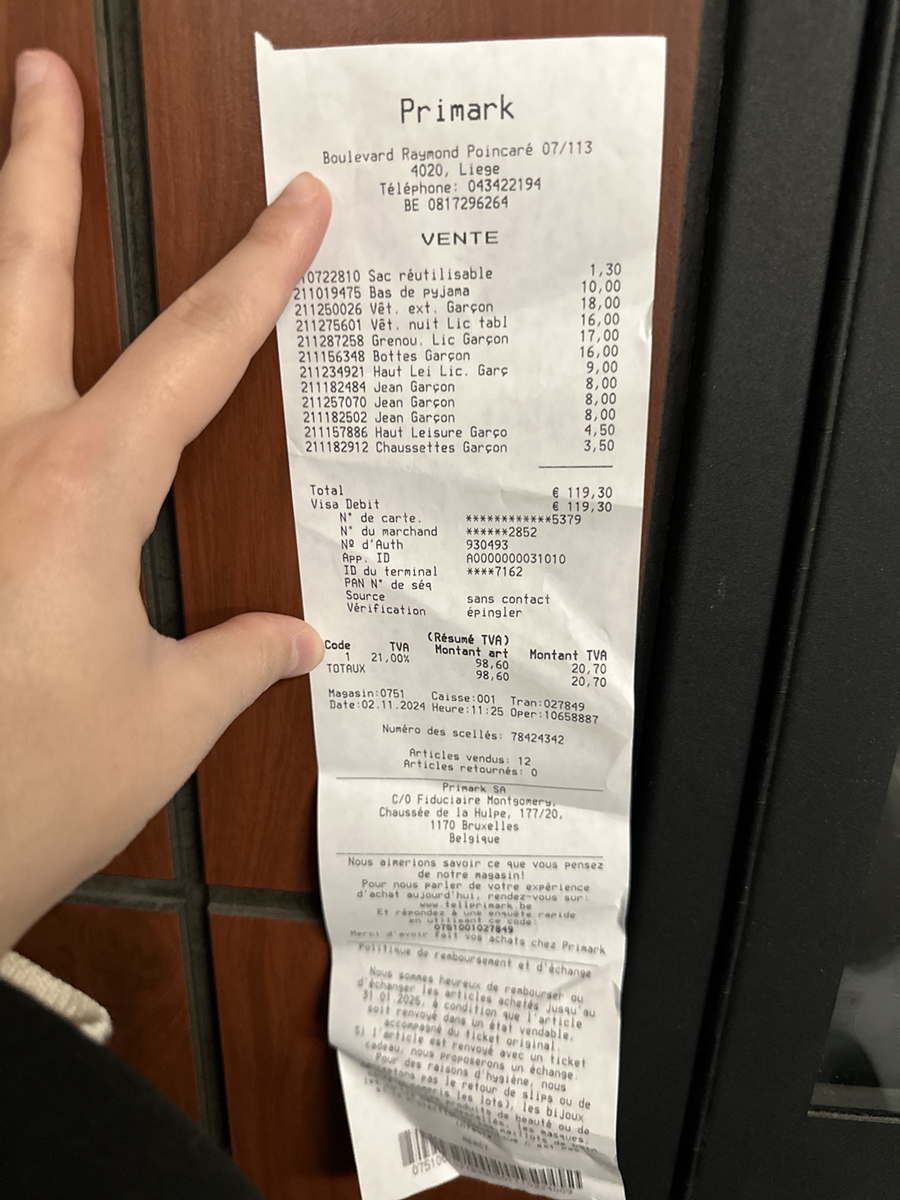 Primark
Boulevard Raymond Poincaré 07/113
4020, Liege
Téléphone: 043422194
BE 0817296264
VENTE
10722810 Sac réutilisable 1,30
211019475 Bas de pyjama 10,00
211250026 Vêt. ext. Garçon 18,00
211275601 Vêt. nuit Lic tabl 16,00
211287258 Grenou. Lic Garçon 17,00
211156348 Bottes Garçon 16,00
211234921 Haut Lei Lic. Garç 9,00
211182484 Jean Garçon 8,00
211257070 Jean Garçon 8,00
211182502 Jean Garçon 8,00
211157886 Haut Leisure Garço 4,50
211182912 Chaussettes Garçon 3,50
Total € 119,30
Visa Debit € 119,30
N° de carte. ************5379
N° du marchand ******2852
Nº d'Auth 930493
App. ID A0000000031010
ID du terminal ****7162
PAN N° de séq
Source sans contact
Vérification épingler
(Résumé TVA)
Code TVA Montant art Montant TVA
1 21,00% 98,60 20,70
TOTAUX 98,60 20,70
Magasin:0751 Caisse:001 Tran:027849
Date:02.11.2024 Heure:11:25 Oper:10658887
Numéro des scellés: 78424342
Articles vendus: 12
Articles retournés: 0
Primark SA
C/O Fiduciaire Montgomery,
Chaussée de la Hulpe, 177/20,
1170 Bruxelles
Belgique
Nous aimerions savoir ce que vous pensez
de notre magasin!
Pour nous parler de votre expérience
d'achat aujourd'hui, rendez-vous sur:
www.tellprimark.be
Et répondez à une enquête rapide
en utilisant ce code:
0751001027849
Merci d'avoir fait vos achats chez Primark
Politique de remboursement et d'échange
Nous sommes heureux de rembourser ou
d'échanger les articles achetés jusqu'au
31.01.2025, à condition que l'article
soit renvoyé dans un état vendable,
accompagné du ticket original.
Si l'article est renvoyé avec un ticket
cadeau, nous proposerons un échange.
Pour des raisons d'hygiène, nous
pas le retour de slips ou de
les lots), les bijoux
produits de beauté ou de
les masques,
maillots de